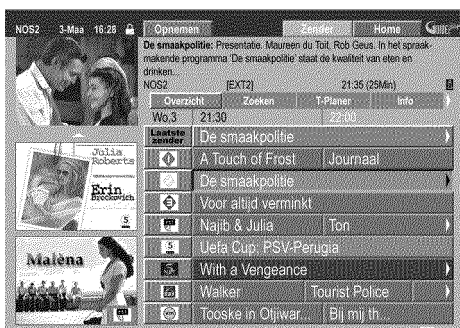 NOS2 3-Maa 16:28
Opnemen Zender Home GUIDE
De smaakpolitie: Presentatie. Maureen du Toit, Rob Geus. In het spraak-
makende programma 'De smaakpolitie' staat de kwaliteit van eten en
drinken...
NOS2 [EXT2] 21:35 (25Min)
Overzicht Zoeken T-Planer Info
Wo.3 21:30 22:00
Laatste zender De smaakpolitie
A Touch of Frost Journaal
De smaakpolitie
Voor altijd verminkt
Najib & Julia Ton
5 Uefa Cup: PSV-Perugia
With a Vengeance
Walker Tourist Police
Tooske in Otjiwar... Bij mij th...
Julia
Roberts
Erin
Brockovich
5
Malèna